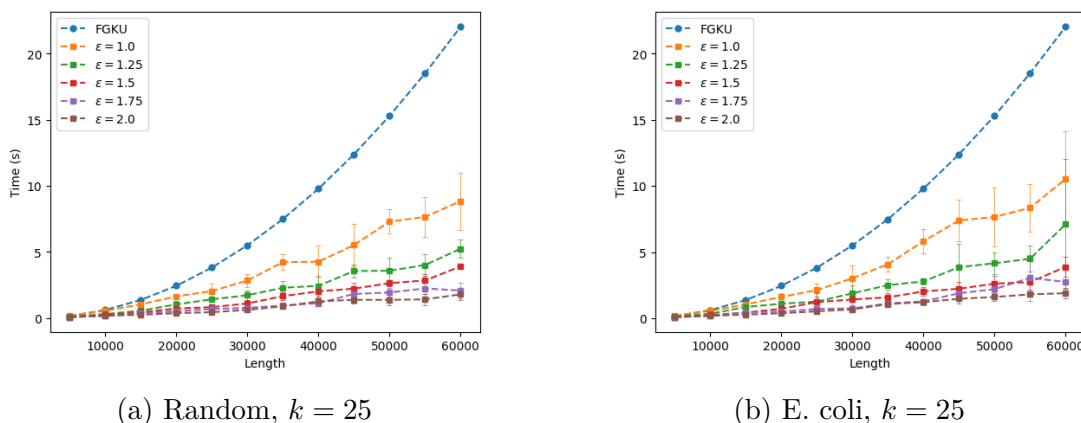 FGKU
ε = 1.0
ε = 1.25
ε = 1.5
ε = 1.75
ε = 2.0
20
15
10
5
0
Time (s)
10000 20000 30000 40000 50000 60000
Length
(a) Random, k = 25
FGKU
ε = 1.0
ε = 1.25
ε = 1.5
ε = 1.75
ε = 2.0
20
15
10
5
0
Time (s)
10000 20000 30000 40000 50000 60000
Length
(b) E. coli, k = 25